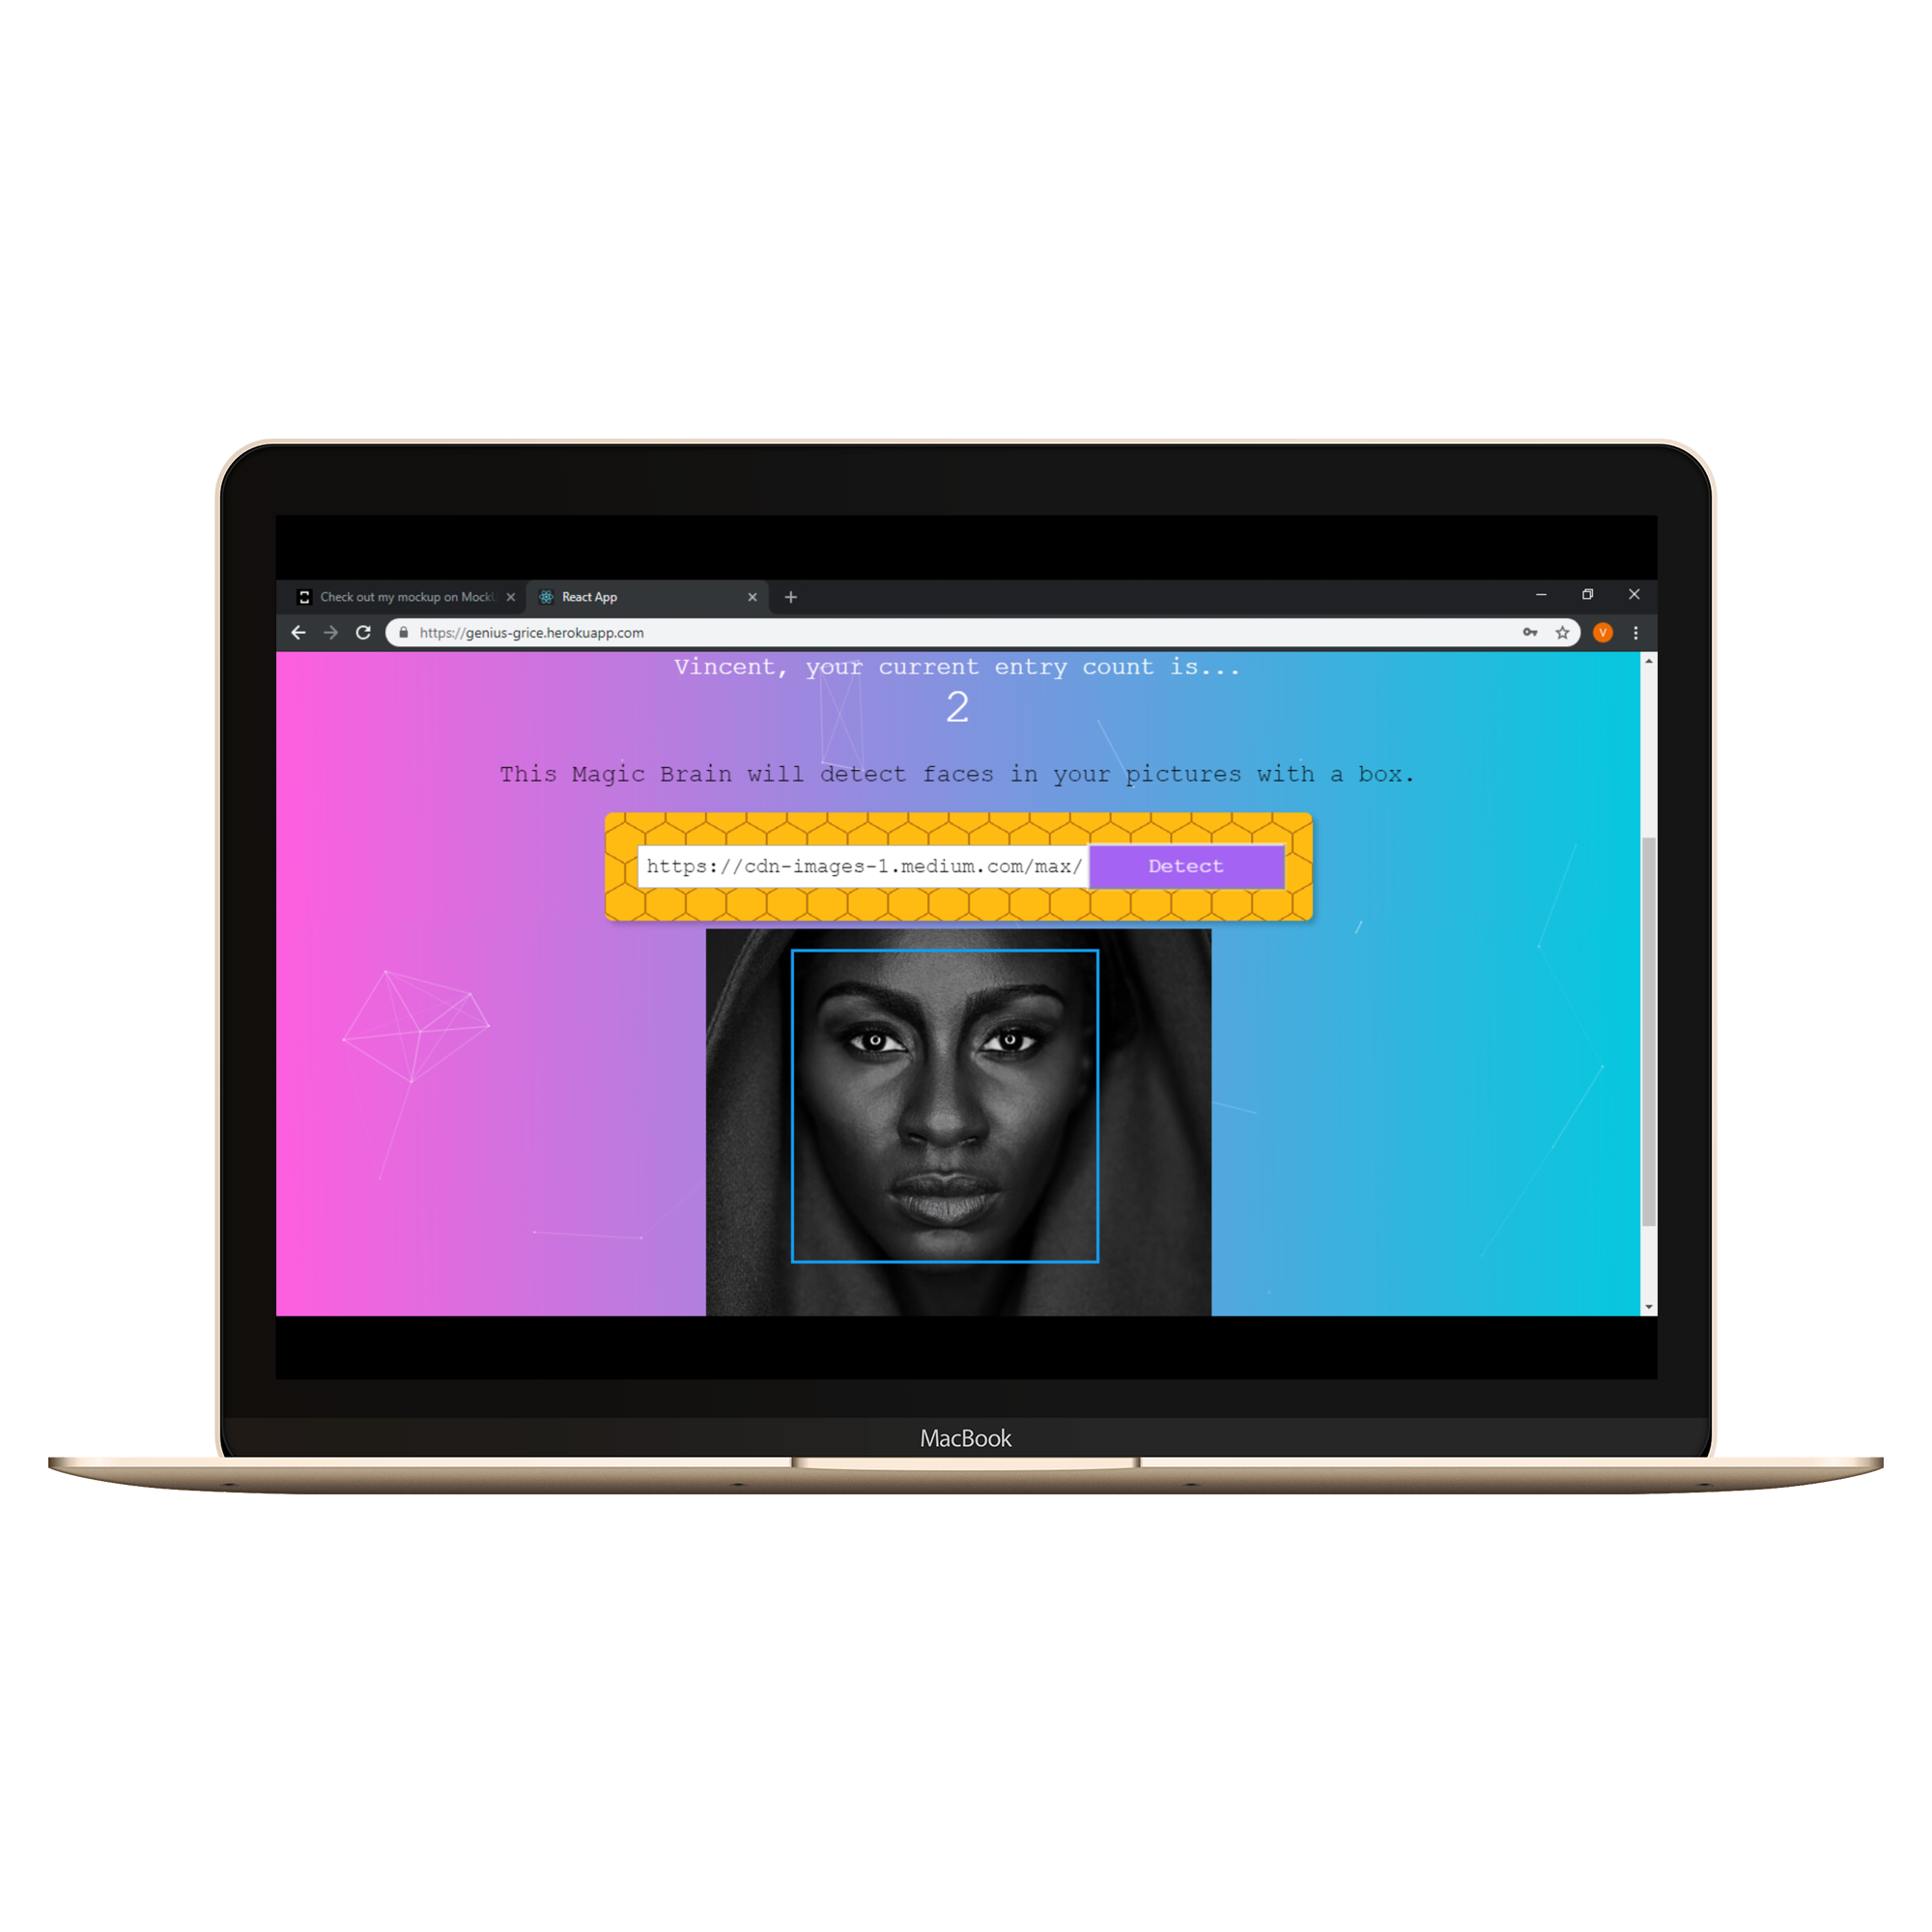 Check out my mockup on Mock
React App
https://genius-grice.herokuapp.com
V
Vincent, your current entry count is...
2
This Magic Brain will detect faces in your pictures with a box.
https://cdn-images-1.medium.com/max/
Detect
MacBook